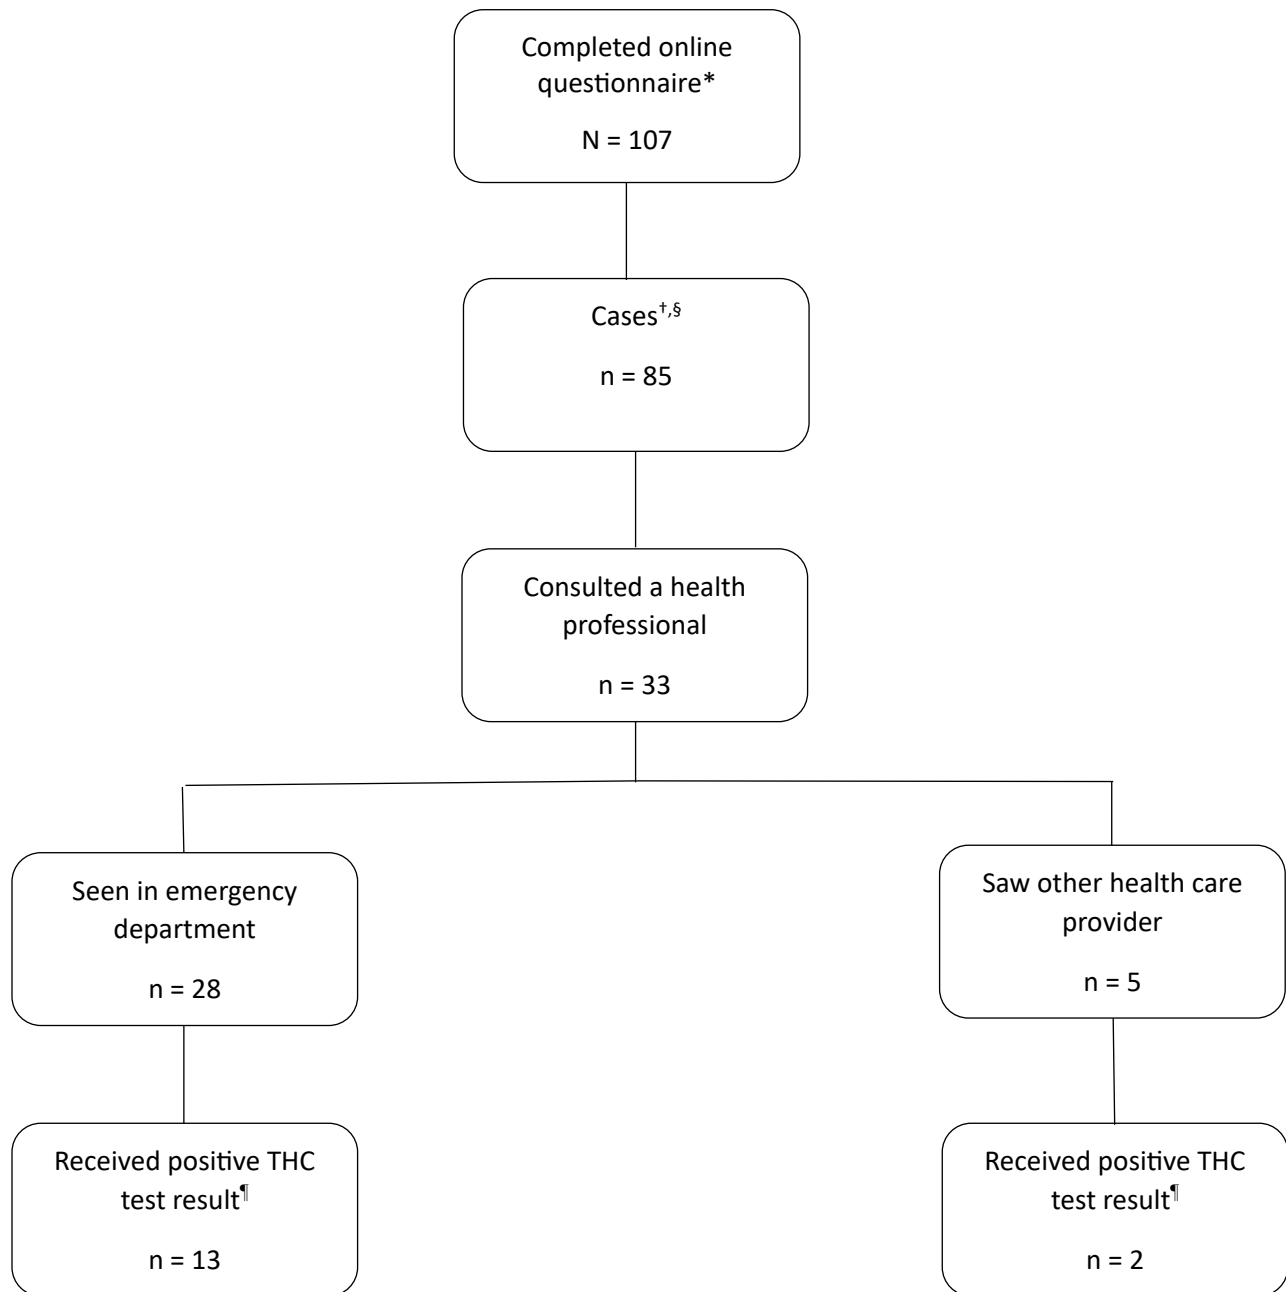 Completed online
questionnaire*
N = 107
Cases†,§
n = 85
Consulted a health
professional
n = 33
Seen in emergency
department
n = 28
Saw other health care
provider
n = 5
Received positive THC
test result¶
n = 13
Received positive THC
test result¶
n = 2